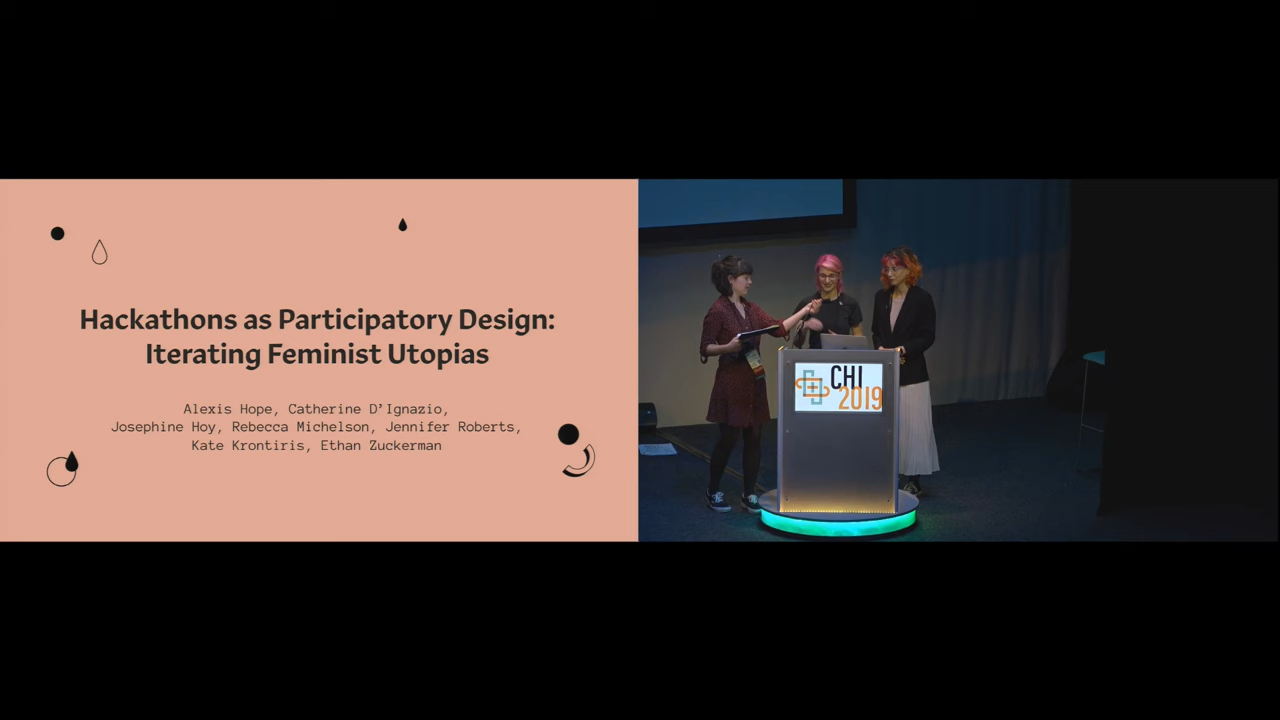 Hackathons as Participatory Design:
Iterating Feminist Utopias
Alexis Hope, Catherine D'Ignazio,
Josephine Hoy, Rebecca Michelson, Jennifer Roberts,
Kate Krontiris, Ethan Zuckerman
CHI
2019